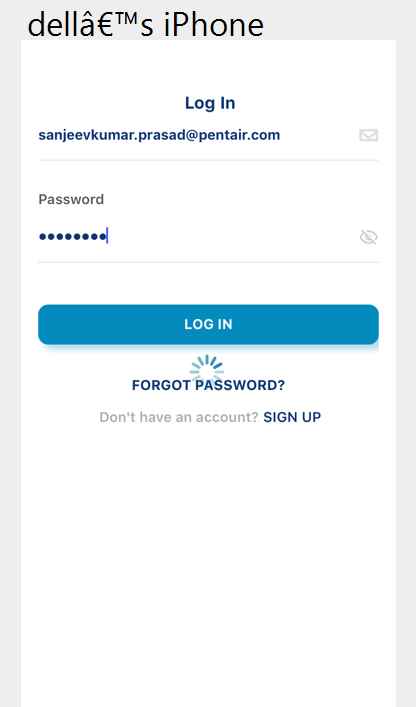 dellâ€™s iPhone
Log In
sanjeevkumar.prasad@pentair.com
Password
••••••••
LOG IN
FORGOT PASSWORD?
Don't have an account? SIGN UP